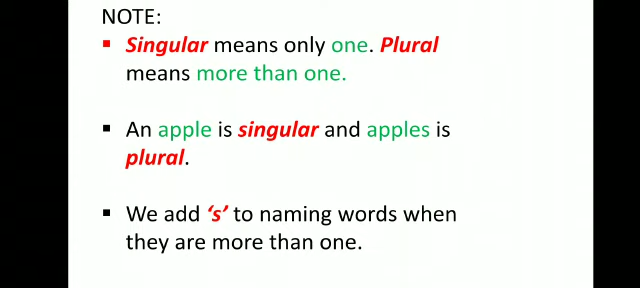 NOTE:
▪ Singular means only one. Plural
means more than one.
▪ An apple is singular and apples is
plural.
▪ We add ‘s’ to naming words when
they are more than one.